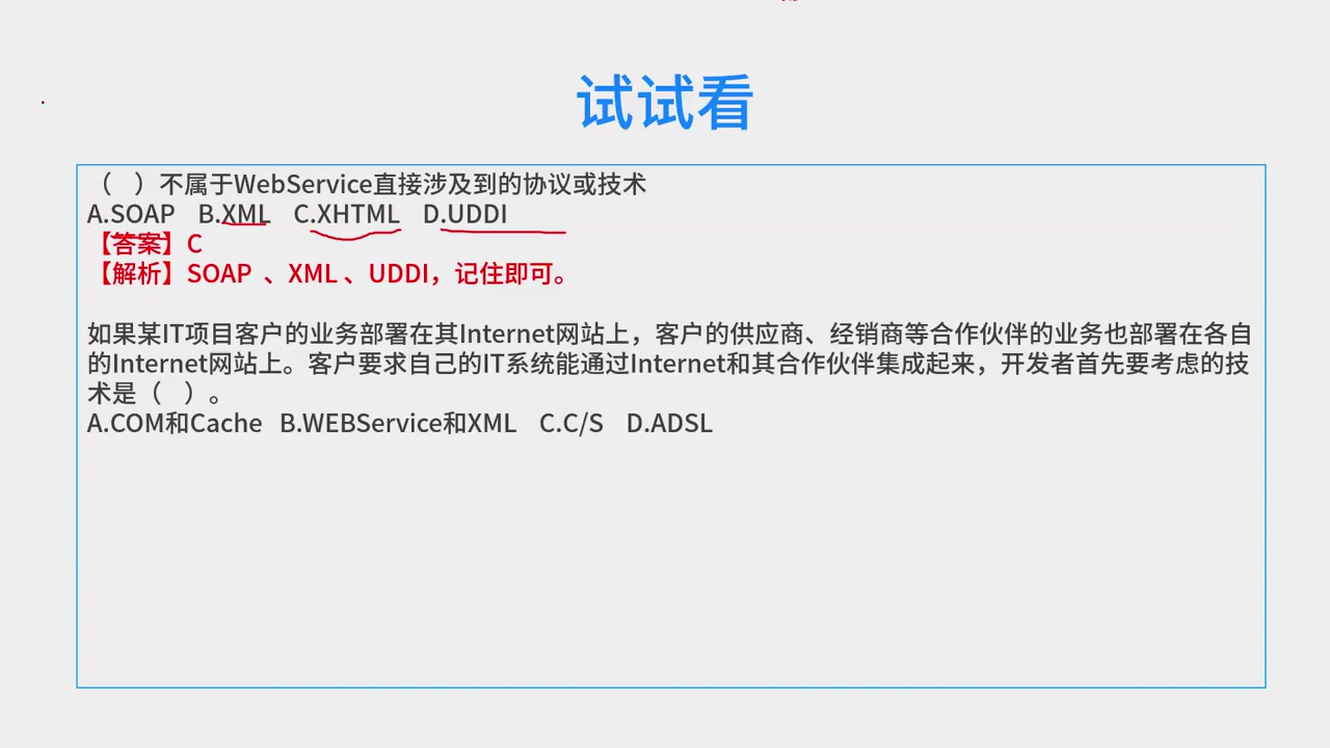 试试看
（ ）不属于WebService直接涉及到的协议或技术
A.SOAP B.XML C.XHTML D.UDDI
【答案】C
【解析】SOAP 、XML 、UDDI，记住即可。
如果某IT项目客户的业务部署在其Internet网站上，客户的供应商、经销商等合作伙伴的业务也部署在各自
的Internet网站上。客户要求自己的IT系统能通过Internet和其合作伙伴集成起来，开发者首先要考虑的技
术是（ ）。
A.COM和Cache B.WEBService和XML C.C/S D.ADSL